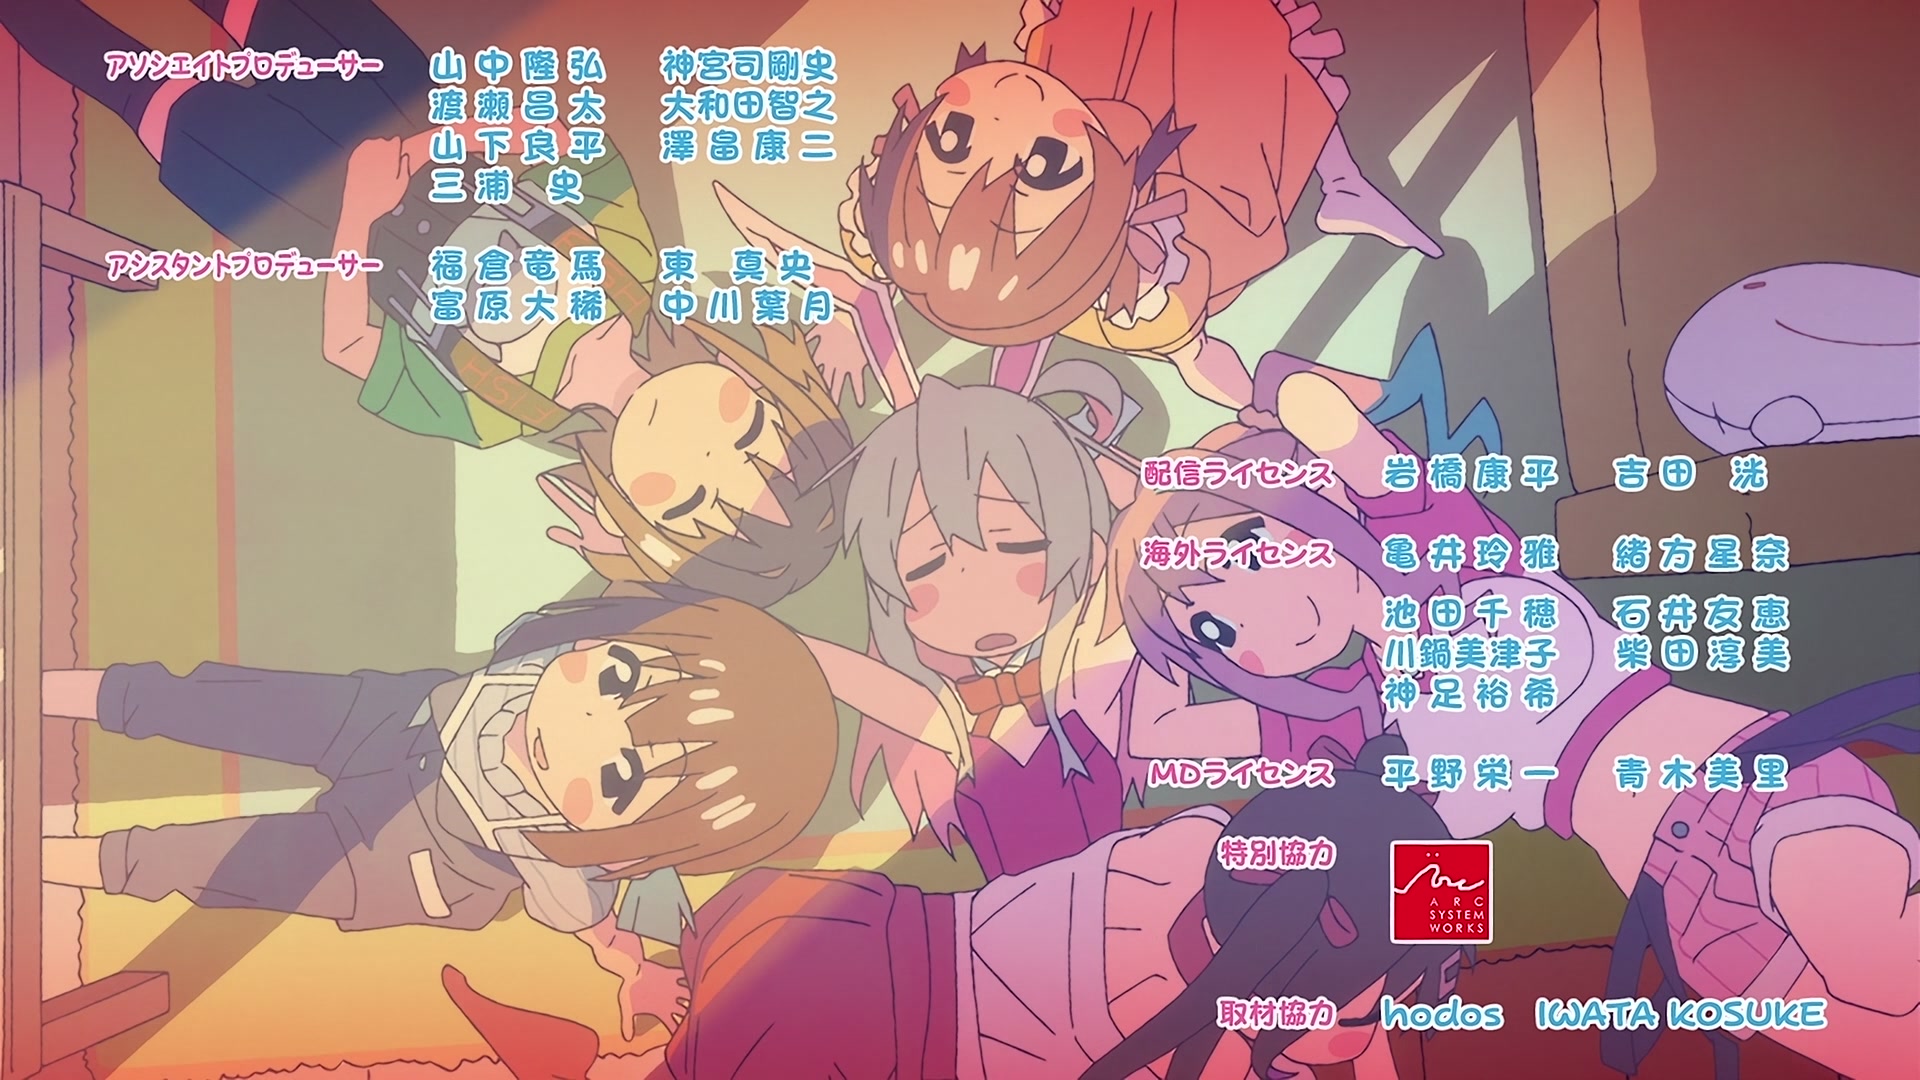 アソシエイトプロデューサー 山中隆弘 神宮司剛史
渡瀬昌太 大和田智之
山下良平 澤畠康二
三浦 史
アシスタントプロデューサー 福倉竜馬 東 真央
富原大稀 中川葉月
配信ライセンス 岩橋康平 吉田 洸
海外ライセンス 亀井玲雅 緒方星奈
池田千穂 石井友恵
川鍋美津子 柴田淳美
神足裕希
MDライセンス 平野栄一 青木美里
特別協力
ARC
SYSTEM
WORKS
取材協力 hodos IWATA KOSUKE
FISH